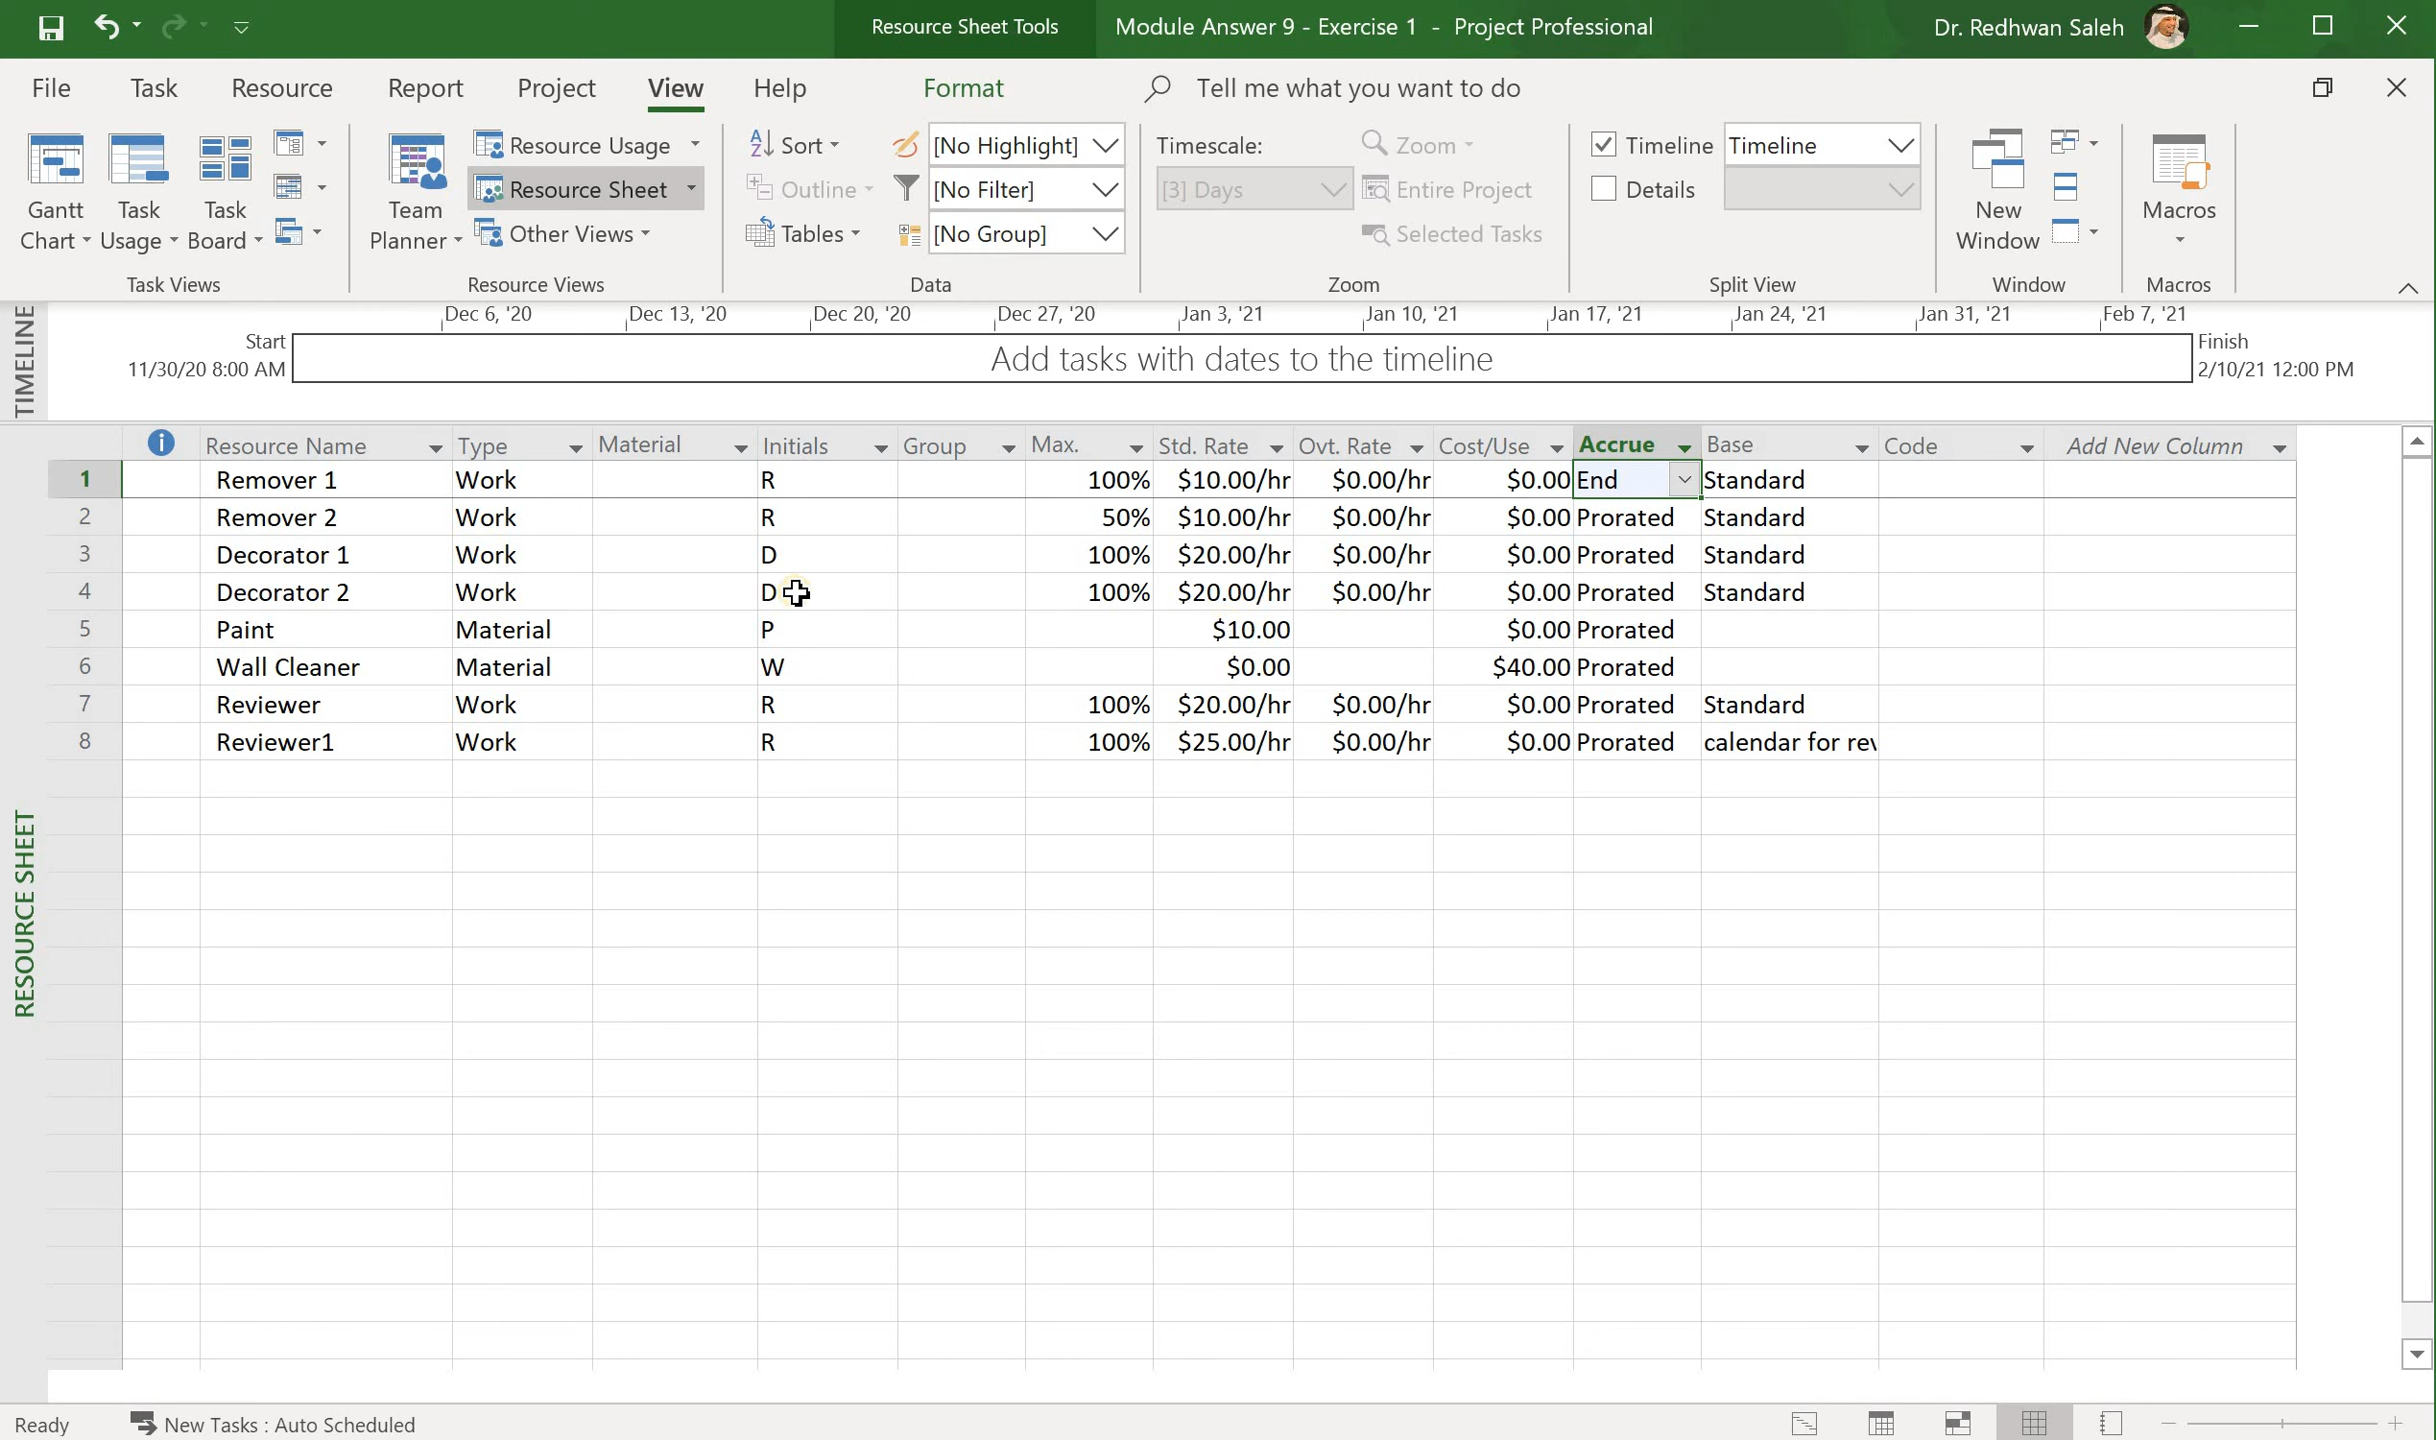 Resource Sheet Tools
Module Answer 9 - Exercise 1 - Project Professional
Dr. Redhwan Saleh
File Task Resource Report Project View Help Format Tell me what you want to do
Gantt Chart
Task Usage
Task Board
Task Views
Team Planner
Resource Usage
Resource Sheet
Other Views
Resource Views
Sort
Outline
Tables
[No Highlight]
[No Filter]
[No Group]
Data
Timescale:
[3] Days
Zoom
Entire Project
Selected Tasks
Zoom
Timeline Timeline
Details
Split View
New Window
Window
Macros
Macros
TIMELINE
Dec 6, '20 Dec 13, '20 Dec 20, '20 Dec 27, '20 Jan 3, '21 Jan 10, '21 Jan 17, '21 Jan 24, '21 Jan 31, '21 Feb 7, '21
Start
11/30/20 8:00 AM
Add tasks with dates to the timeline
Finish
2/10/21 12:00 PM
Resource Name Type Material Initials Group Max. Std. Rate Ovt. Rate Cost/Use Accrue Base Code Add New Column
1 Remover 1 Work R 100% $10.00/hr $0.00/hr $0.00 End Standard
2 Remover 2 Work R 50% $10.00/hr $0.00/hr $0.00 Prorated Standard
3 Decorator 1 Work D 100% $20.00/hr $0.00/hr $0.00 Prorated Standard
4 Decorator 2 Work D 100% $20.00/hr $0.00/hr $0.00 Prorated Standard
5 Paint Material P $10.00 $0.00 Prorated
6 Wall Cleaner Material W $0.00 $40.00 Prorated
7 Reviewer Work R 100% $20.00/hr $0.00/hr $0.00 Prorated Standard
8 Reviewer1 Work R 100% $25.00/hr $0.00/hr $0.00 Prorated calendar for rev
RESOURCE SHEET
Ready New Tasks : Auto Scheduled